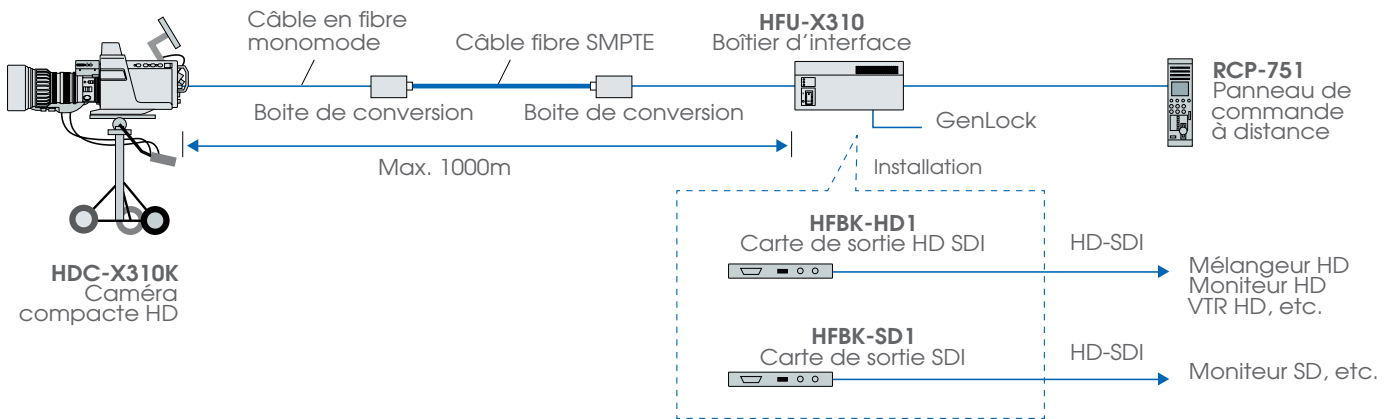 Câble en fibre
monomode
Câble fibre SMPTE
HFU-X310
Boîtier d´interface
RCP-751
Panneau de
commande
à distance
Boite de conversion
Boite de conversion
GenLock
Max. 1000m
Installation
HDC-X310K
Caméra
compacte HD
HFBK-HD1
Carte de sortie HD SDI
HD-SDI
Mélangeur HD
Moniteur HD
VTR HD, etc.
HFBK-SD1
Carte de sortie SDI
HD-SDI
Moniteur SD, etc.